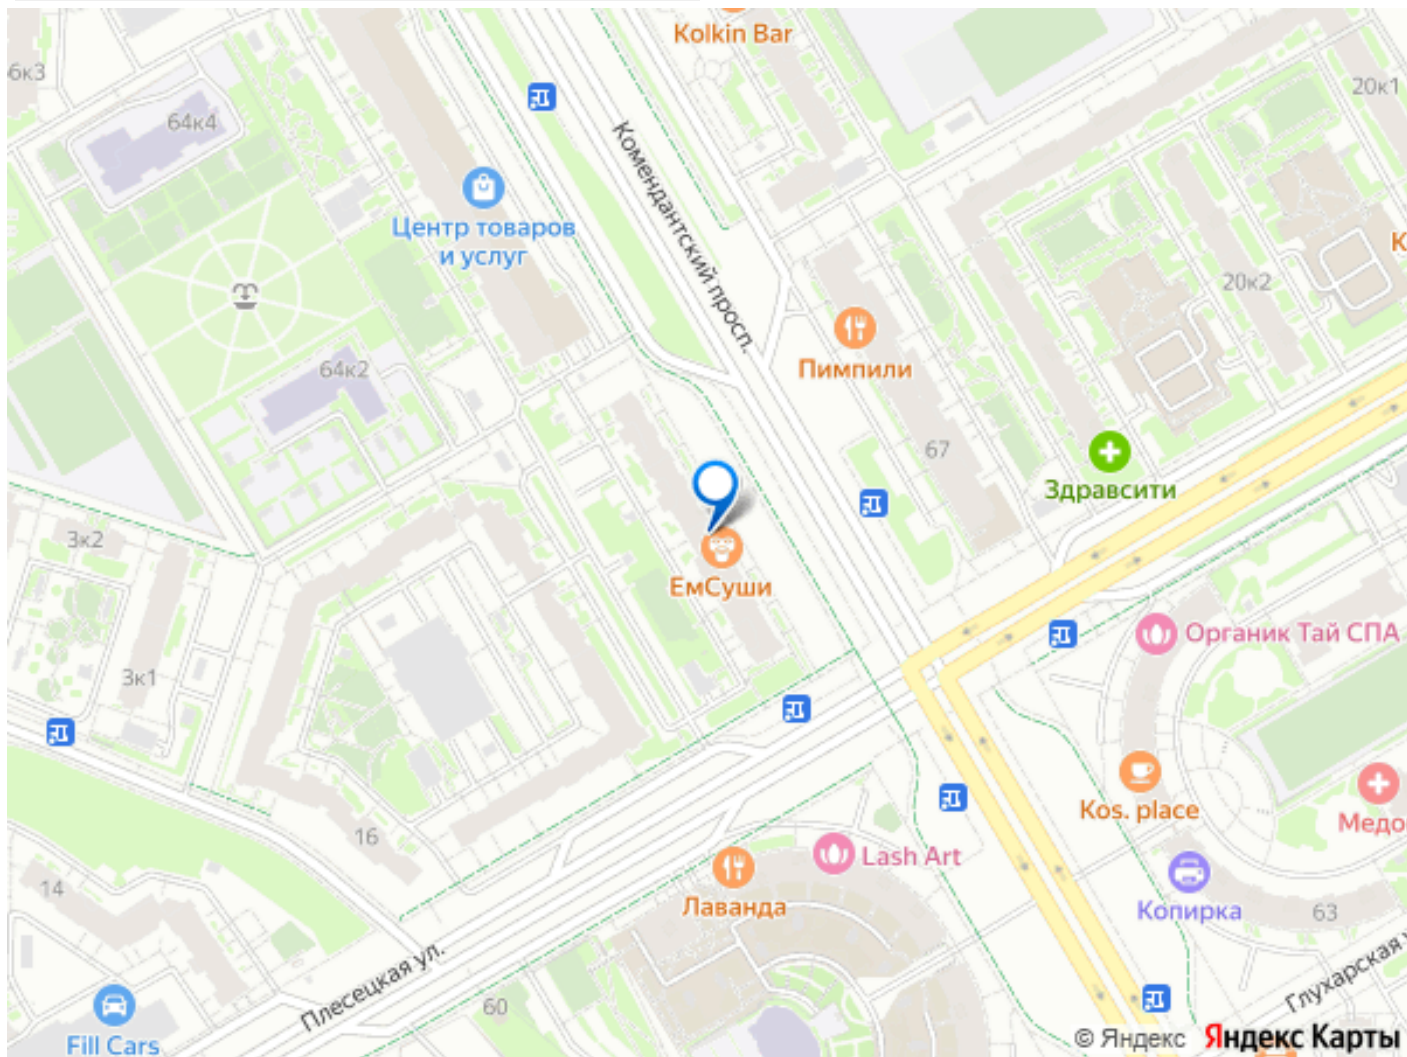 Kolkin Bar
6к3
20к1
64к4
Комендантский просп.
Центр товаров
и услуг
20к2
Пимпили
64к2
67
Здравсити
3к2
ЕмСуши
Органик Тай СПА
3к1
Kos. place
Медо
16
Lash Art
14
Лаванда
Копирка
63
Плесецкая ул.
Глухарская
60
Fill Cars
© Яндекс Яндекс Карты